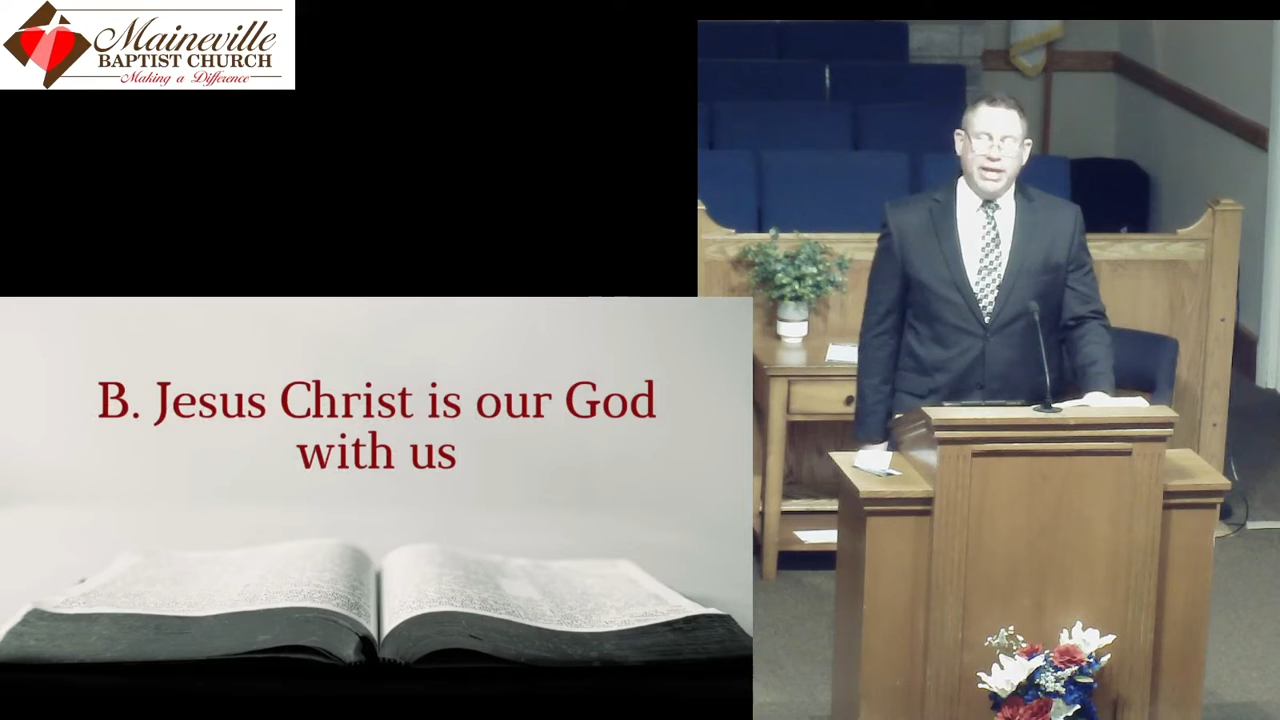 Maineville
BAPTIST CHURCH
Making a Difference
B. Jesus Christ is our God
with us